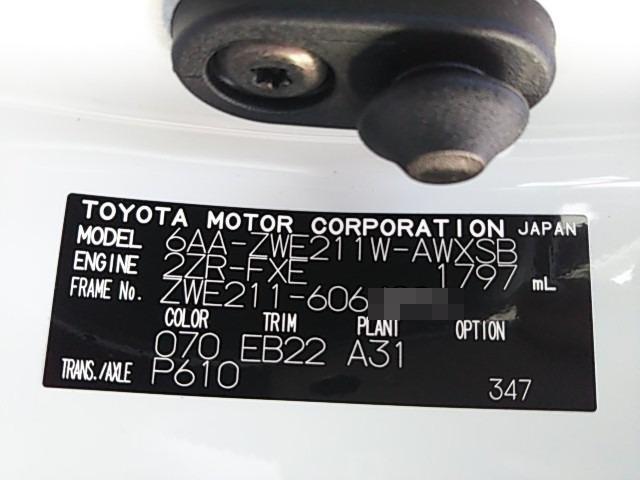 TOYOTA MOTOR CORPORATION JAPAN
MODEL 6AA-ZWE211W-AWXSB
ENGINE 2ZR-FXE 1797 mL
FRAME No. ZWE211-606
COLOR TRIM PLANT OPTION
070 EB22 A31
TRANS./AXLE P610 347